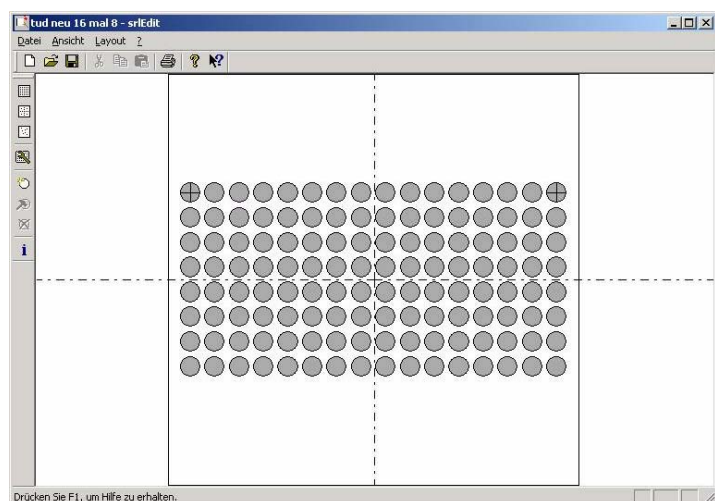 tud neu 16 mal 8 - srlEdit
Datei Ansicht Layout ?
Drücken Sie F1, um Hilfe zu erhalten.